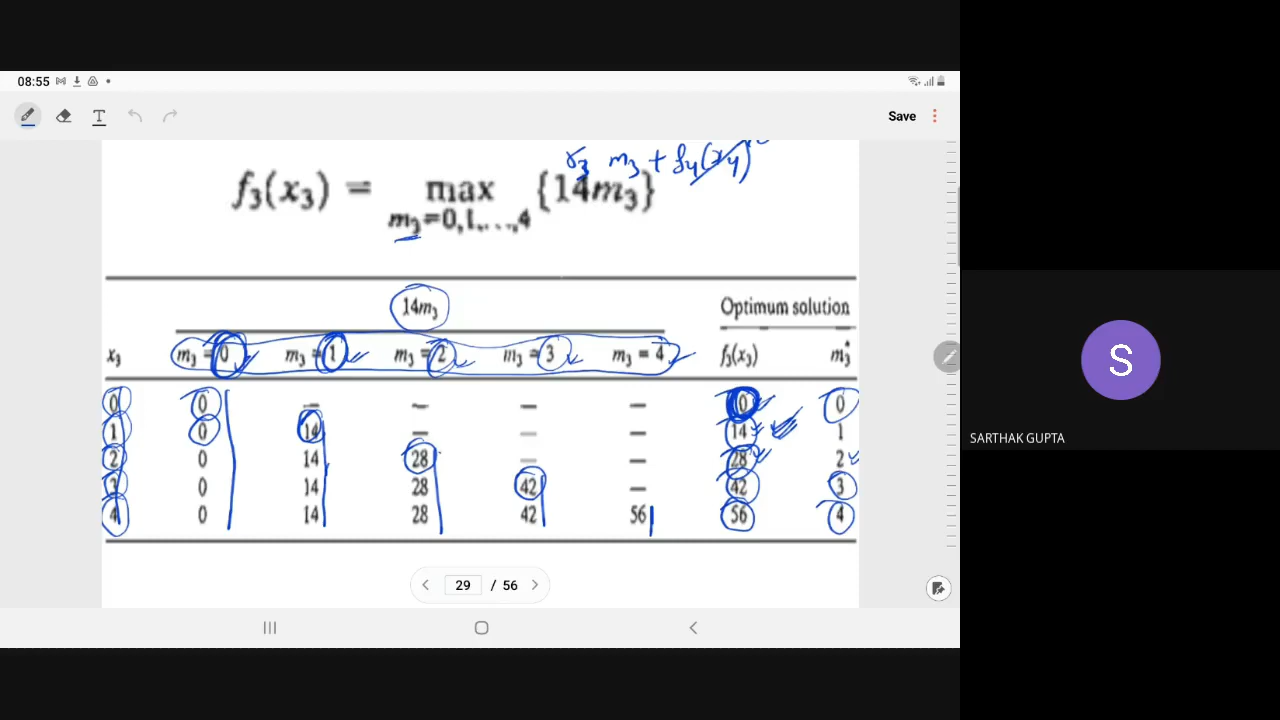 08:55
Save
r3 m3 + f4(x4)
f3(x3) = max {14m3}
m3=0,1,...,4
14m3 Optimum solution
x3 m3 = 0 m3 = 1 m3 = 2 m3 = 3 m3 = 4 f3(x3) m3*
0 0 — — — — 0 0
1 0 14 — — — 14 1
2 0 14 28 — — 28 2
3 0 14 28 42 — 42 3
4 0 14 28 42 56 56 4
29 / 56
S
SARTHAK GUPTA